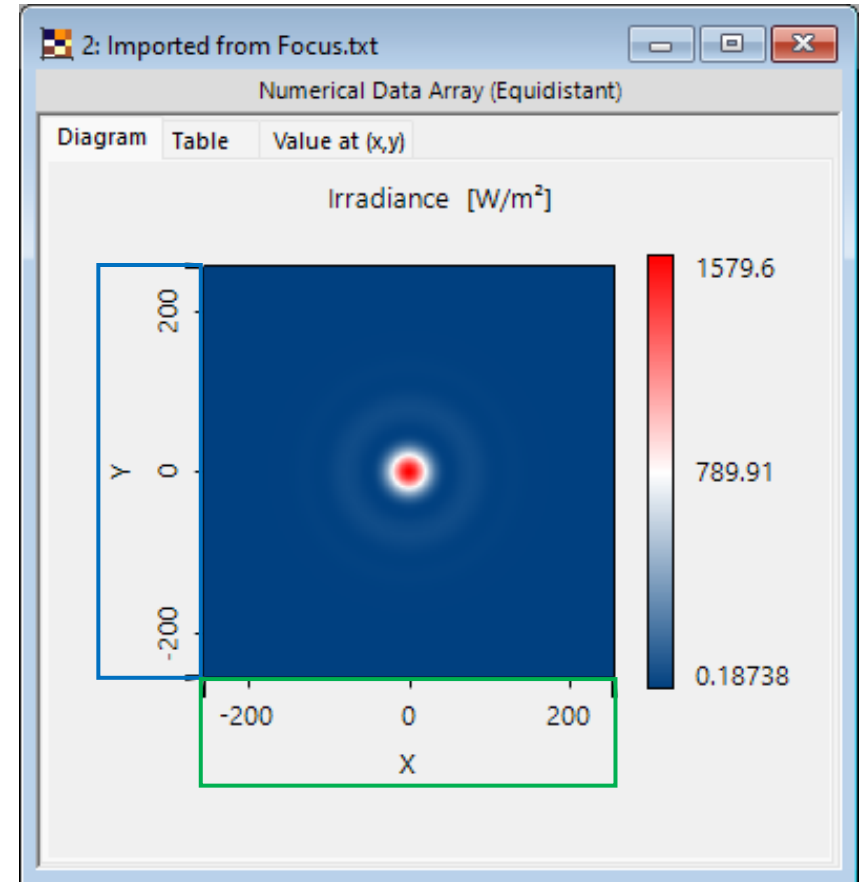 2: Imported from Focus.txt
Numerical Data Array (Equidistant)
Diagram Table Value at (x,y)
Irradiance [W/m²]
1579.6
200
Y 0 789.91
-200
0.18738
-200 0 200
X